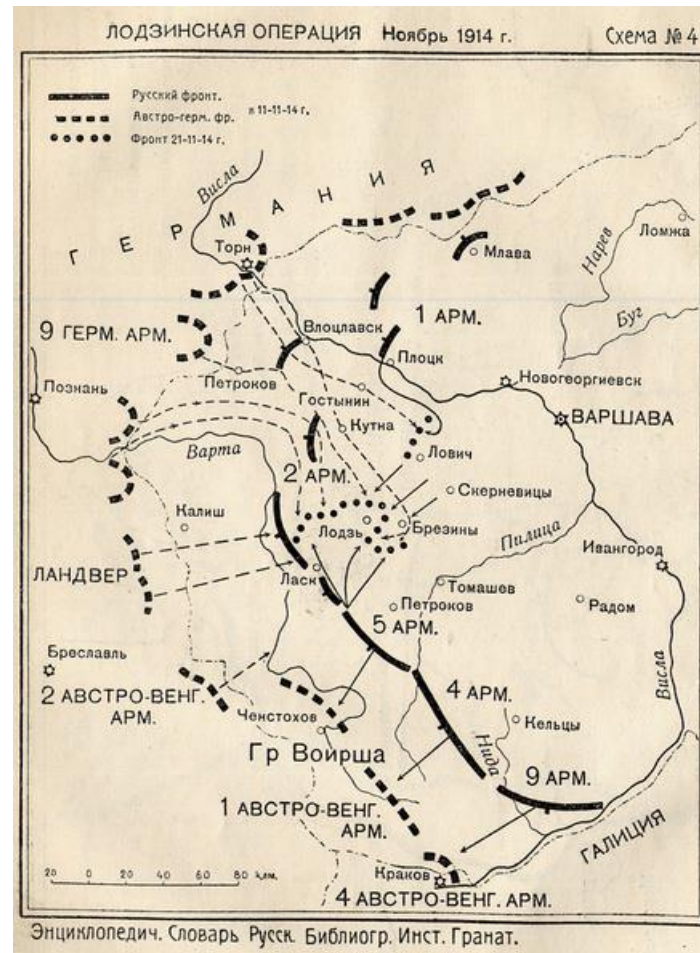 ЛОДЗИНСКАЯ ОПЕРАЦИЯ Ноябрь 1914 г. Схема № 4
Русский фронт.
Австро-герм. фр. к 11-11-14 г.
Фронт 21-11-14 г.
Висла
ГЕРМАНИЯ
Торн
Млава
Ломжа
Нарев
Буг
9 ГЕРМ. АРМ.
Влоцлавск
1 АРМ.
Плоцк
Петроков
Новогеоргиевск
Познань
Гостынин
ВАРШАВА
Кутна
Варта
Лович
2 АРМ.
Скерневицы
Калиш
Лодзь
Брезины
Пилица
Ивангород
ЛАНДВЕР
Ласк
Томашев
Петроков
Радом
5 АРМ.
Бреславль
2 АВСТРО-ВЕНГ.
АРМ.
4 АРМ.
Висла
Ченстохов
Кельцы
Гр Воирша
Нида
9 АРМ.
1 АВСТРО-ВЕНГ.
АРМ.
ГАЛИЦИЯ
20 0 20 40 60 80 клм.
Краков
4 АВСТРО-ВЕНГ. АРМ.
Энциклопедич. Словарь Русск. Библиогр. Инст. Гранат.